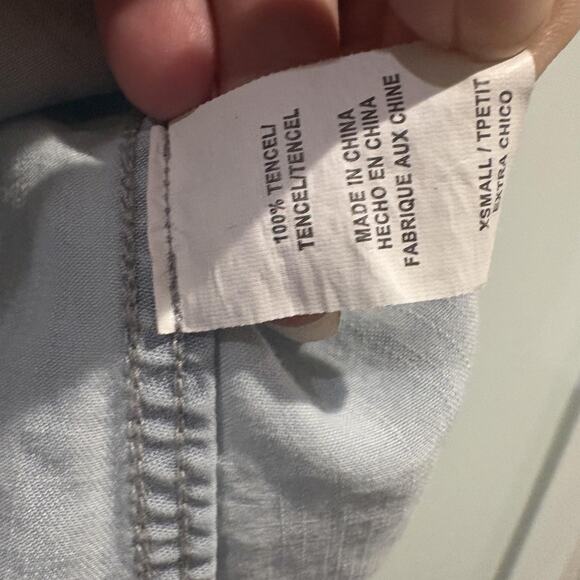 100% TENCEL/
TENCEL/TENCEL
MADE IN CHINA
HECHO EN CHINA
FABRIQUE AUX CHINE
XSMALL / TPETIT
EXTRA CHICO